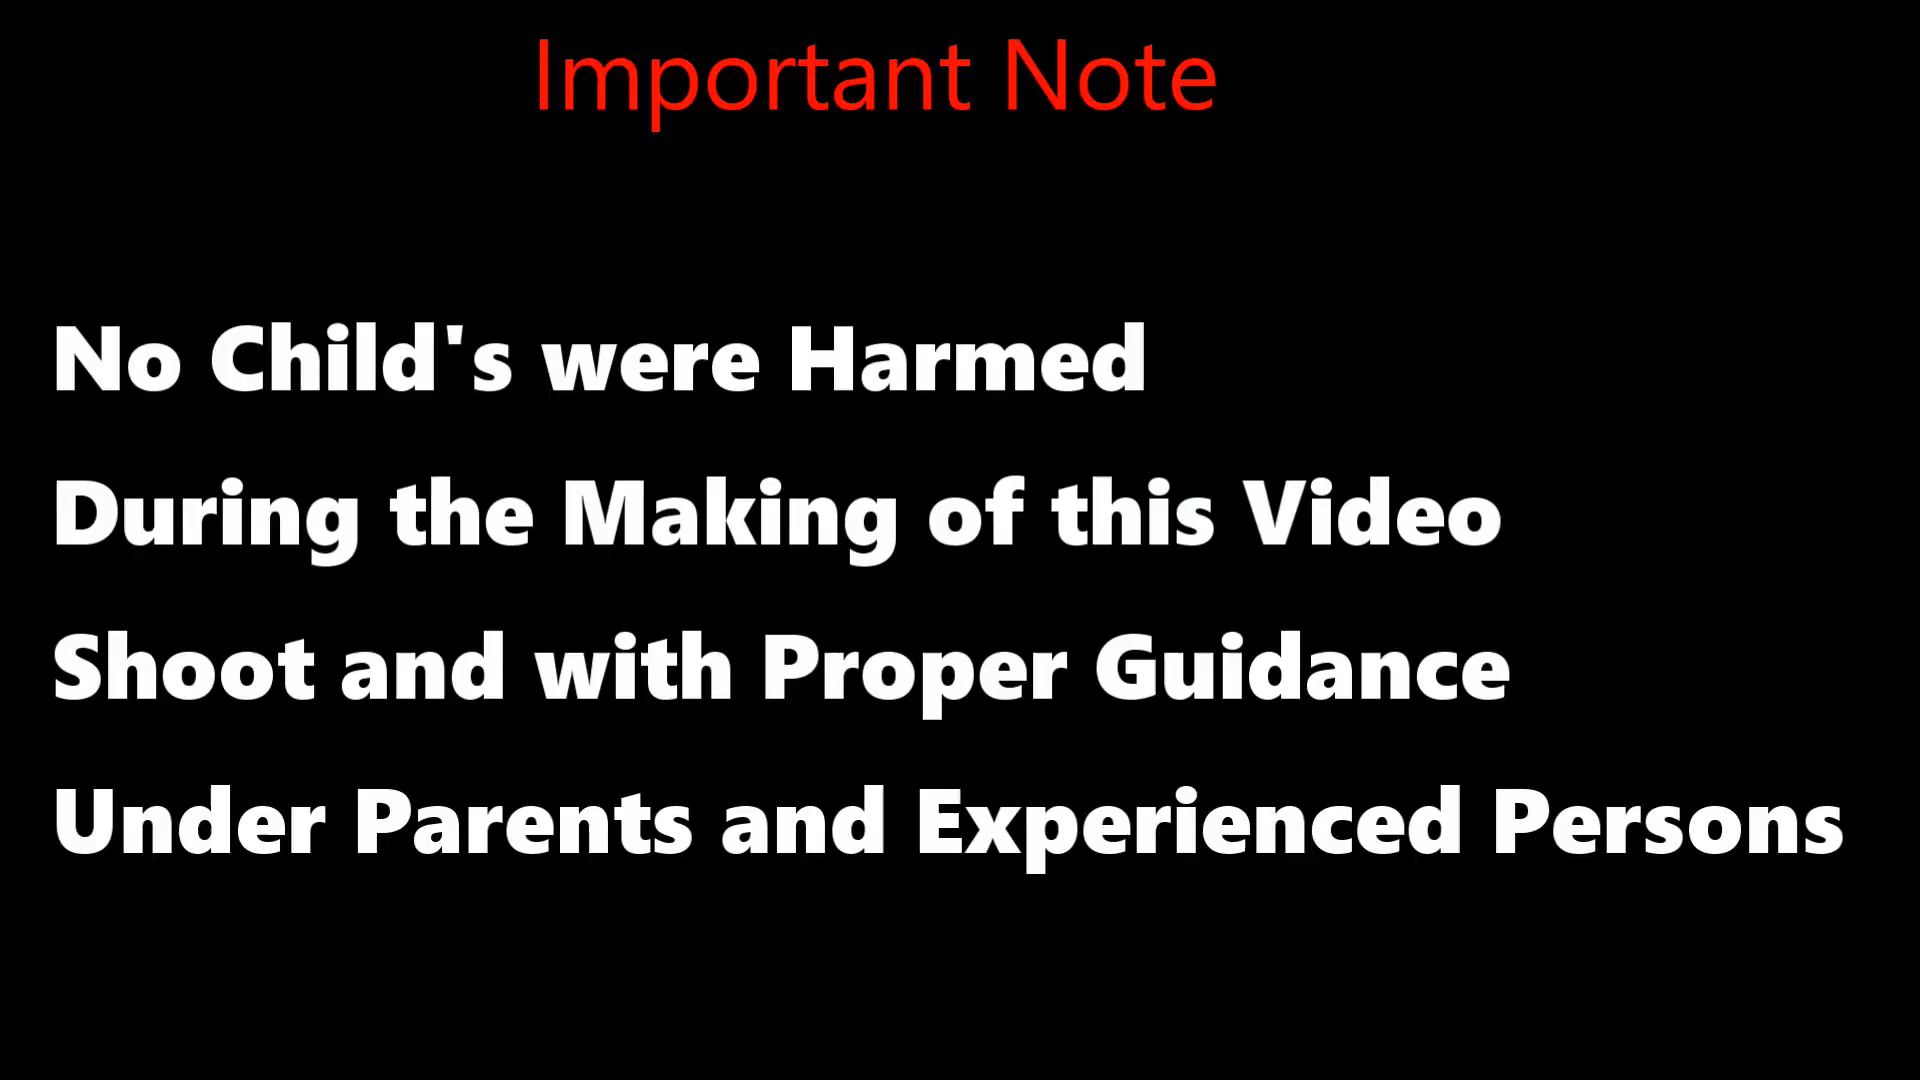 Important Note
No Child's were Harmed
During the Making of this Video
Shoot and with Proper Guidance
Under Parents and Experienced Persons